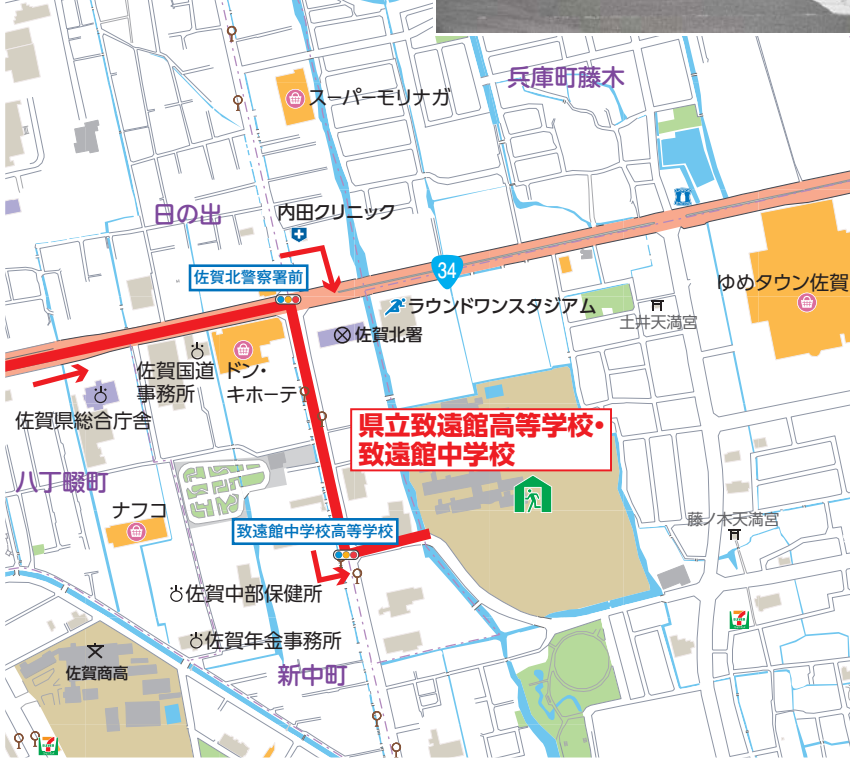 兵庫町藤木
スーパーモリナガ
日の出
内田クリニック
佐賀北警察署前
34
ゆめタウン佐賀
ラウンドワンスタジアム
土井天満宮
佐賀北署
佐賀国道
事務所
ドン・
キホーテ
佐賀県総合庁舎
県立致遠館高等学校・
致遠館中学校
八丁畷町
ナフコ
致遠館中学校高等学校
藤ノ木天満宮
佐賀中部保健所
佐賀年金事務所
新中町
佐賀商高